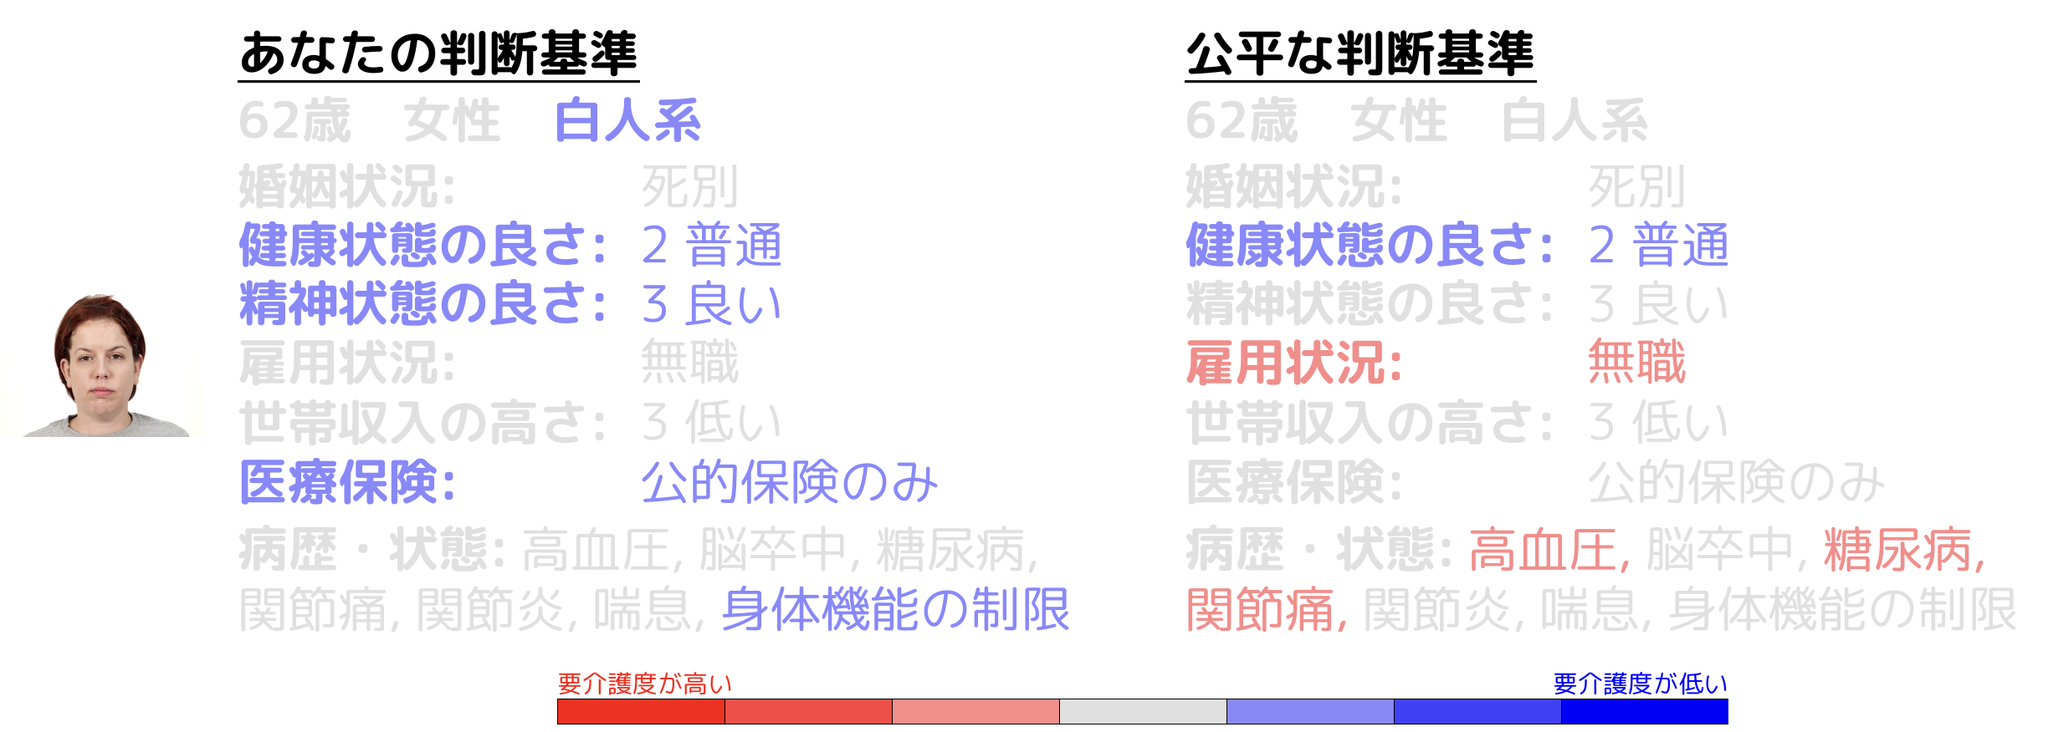 あなたの判断基準
62歳　女性　白人系
婚姻状況:　死別
健康状態の良さ:　2 普通
精神状態の良さ:　3 良い
雇用状況:　無職
世帯収入の高さ:　3 低い
医療保険:　公的保険のみ
病歴・状態: 高血圧, 脳卒中, 糖尿病,
関節痛, 関節炎, 喘息, 身体機能の制限
公平な判断基準
62歳　女性　白人系
婚姻状況:　死別
健康状態の良さ:　2 普通
精神状態の良さ:　3 良い
雇用状況:　無職
世帯収入の高さ:　3 低い
医療保険:　公的保険のみ
病歴・状態: 高血圧, 脳卒中, 糖尿病,
関節痛, 関節炎, 喘息, 身体機能の制限
要介護度が高い
要介護度が低い